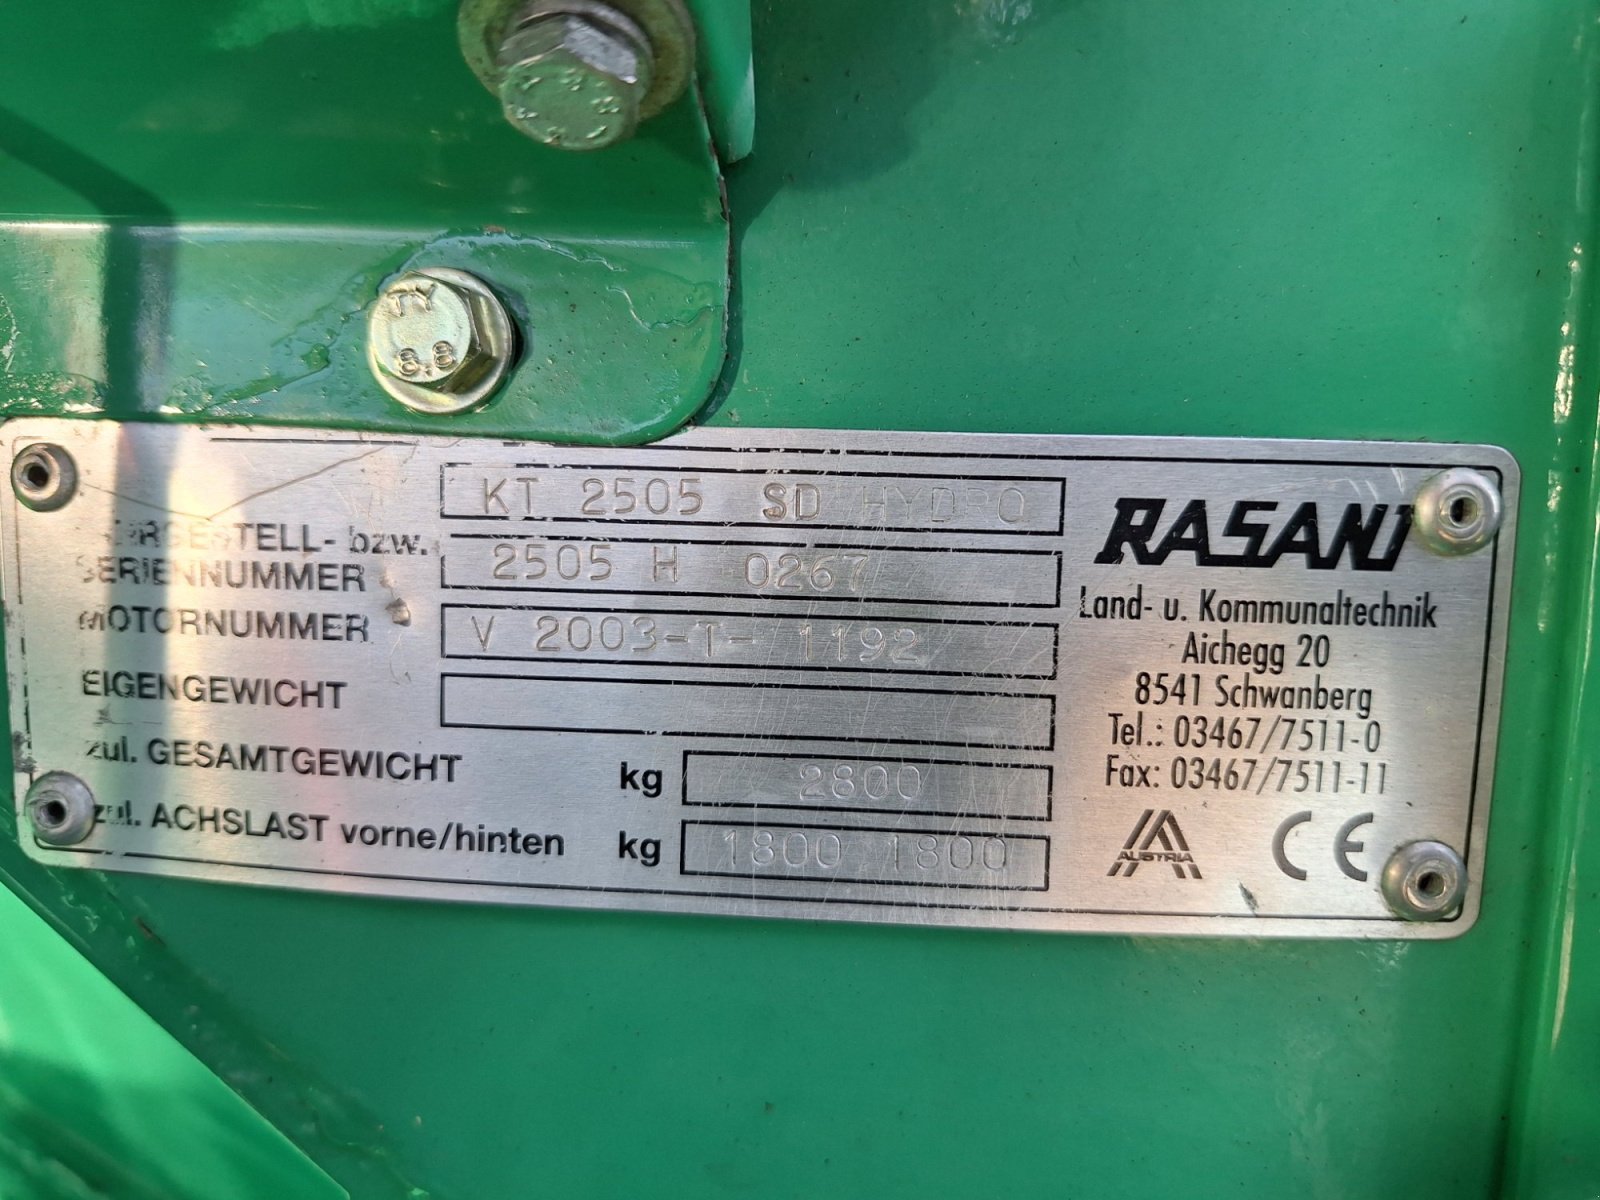 TY
8.8
KT 2505 SD HYDRO
FAHRGESTELL- bzw.
SERIENNUMMER 2505 H 0267
MOTORNUMMER V 2003-T- 1192
EIGENGEWICHT
zul. GESAMTGEWICHT kg 2800
zul. ACHSLAST vorne/hinten kg 1800 1800
RASANT
Land- u. Kommunaltechnik
Aichegg 20
8541 Schwanberg
Tel.: 03467/7511-0
Fax: 03467/7511-11
AUSTRIA
CE